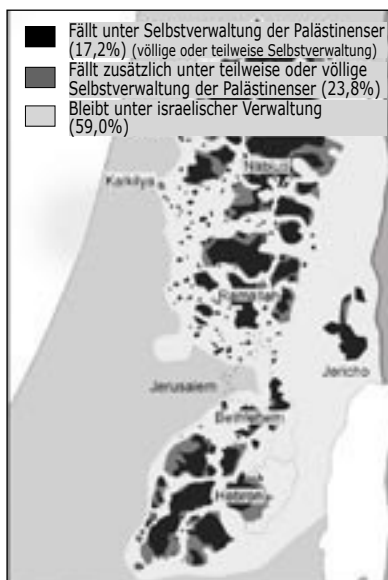 Fällt unter Selbstverwaltung der Palästinenser
(17,2%) (völlige oder teilweise Selbstverwaltung)
Fällt zusätzlich unter teilweise oder völlige
Selbstverwaltung der Palästinenser (23,8%)
Bleibt unter israelischer Verwaltung
(59,0%)
Nablus
Karkilya
Ramallah
Jericho
Jerusalem
Bethlehem
Hebron